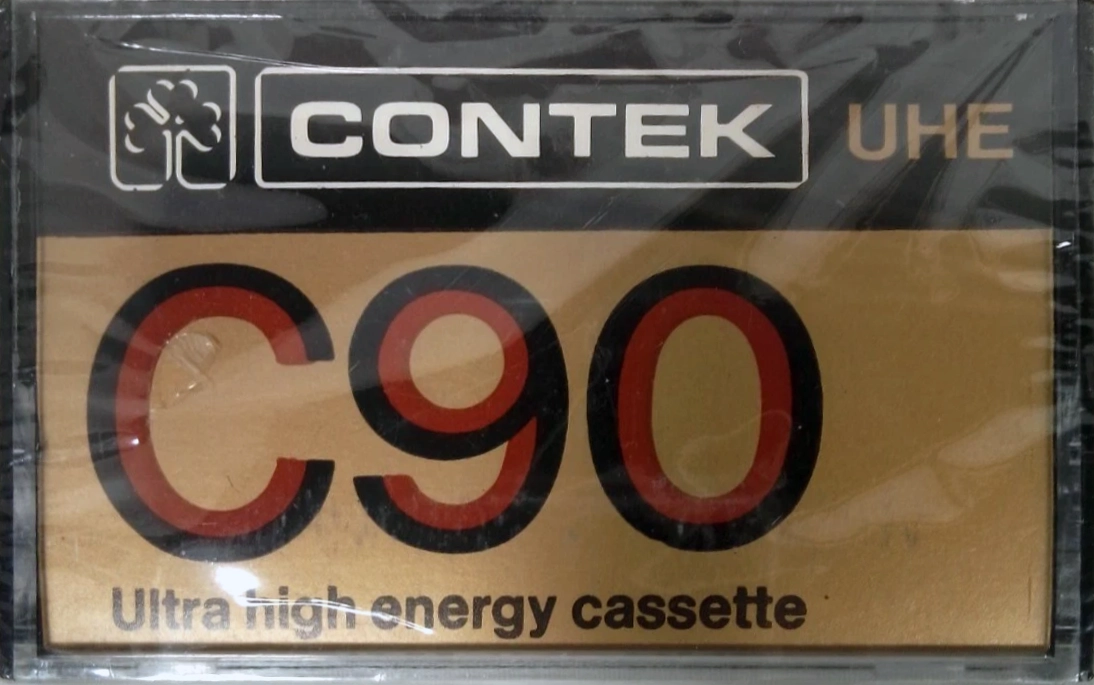 CONTEK UHE
C90
Ultra high energy cassette